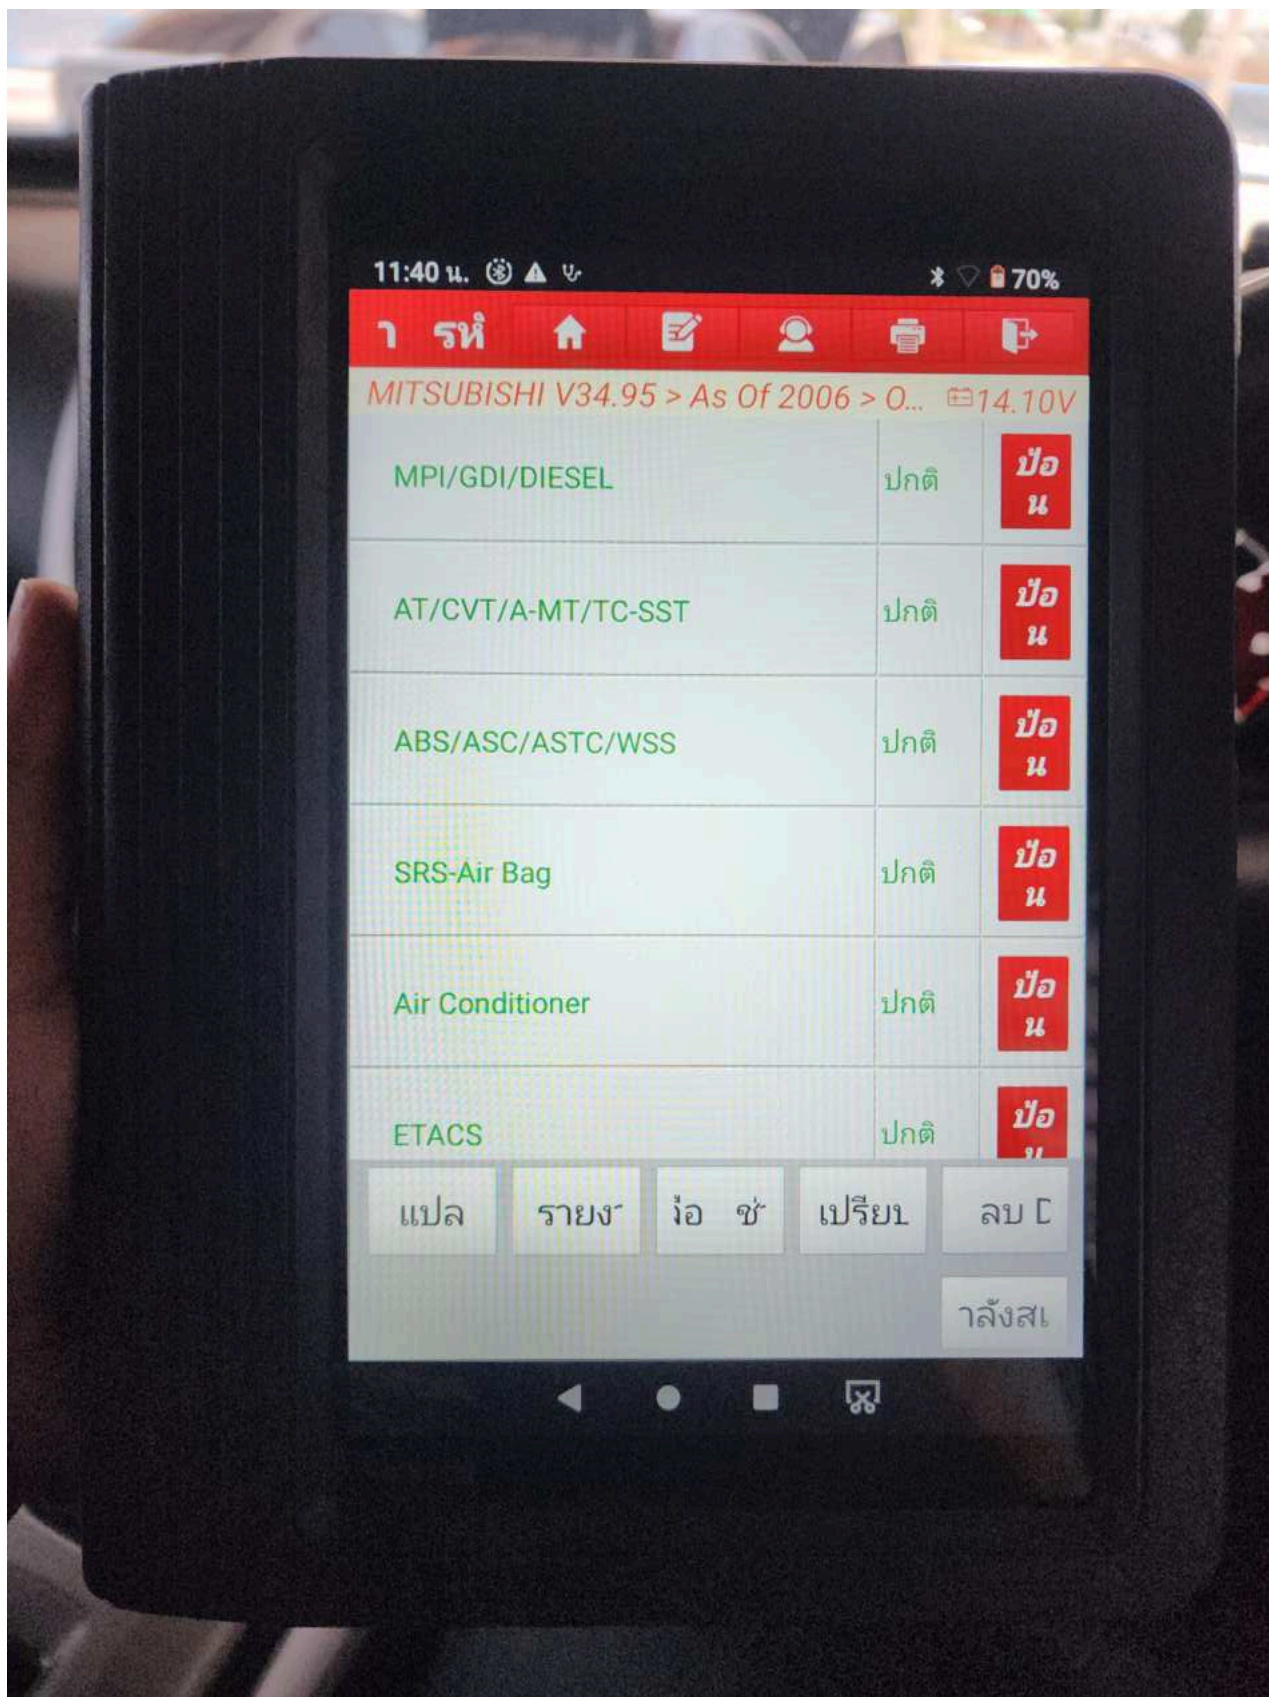 11:40 น. 70%
า รหั
MITSUBISHI V34.95 > As Of 2006 > O... 14.10V
MPI/GDI/DIESEL ปกติ ป้อน
AT/CVT/A-MT/TC-SST ปกติ ป้อน
ABS/ASC/ASTC/WSS ปกติ ป้อน
SRS-Air Bag ปกติ ป้อน
Air Conditioner ปกติ ป้อน
ETACS ปกติ ป้อน
แปล รายงา ช่ เปรียบ ลบ D
าลังสเ